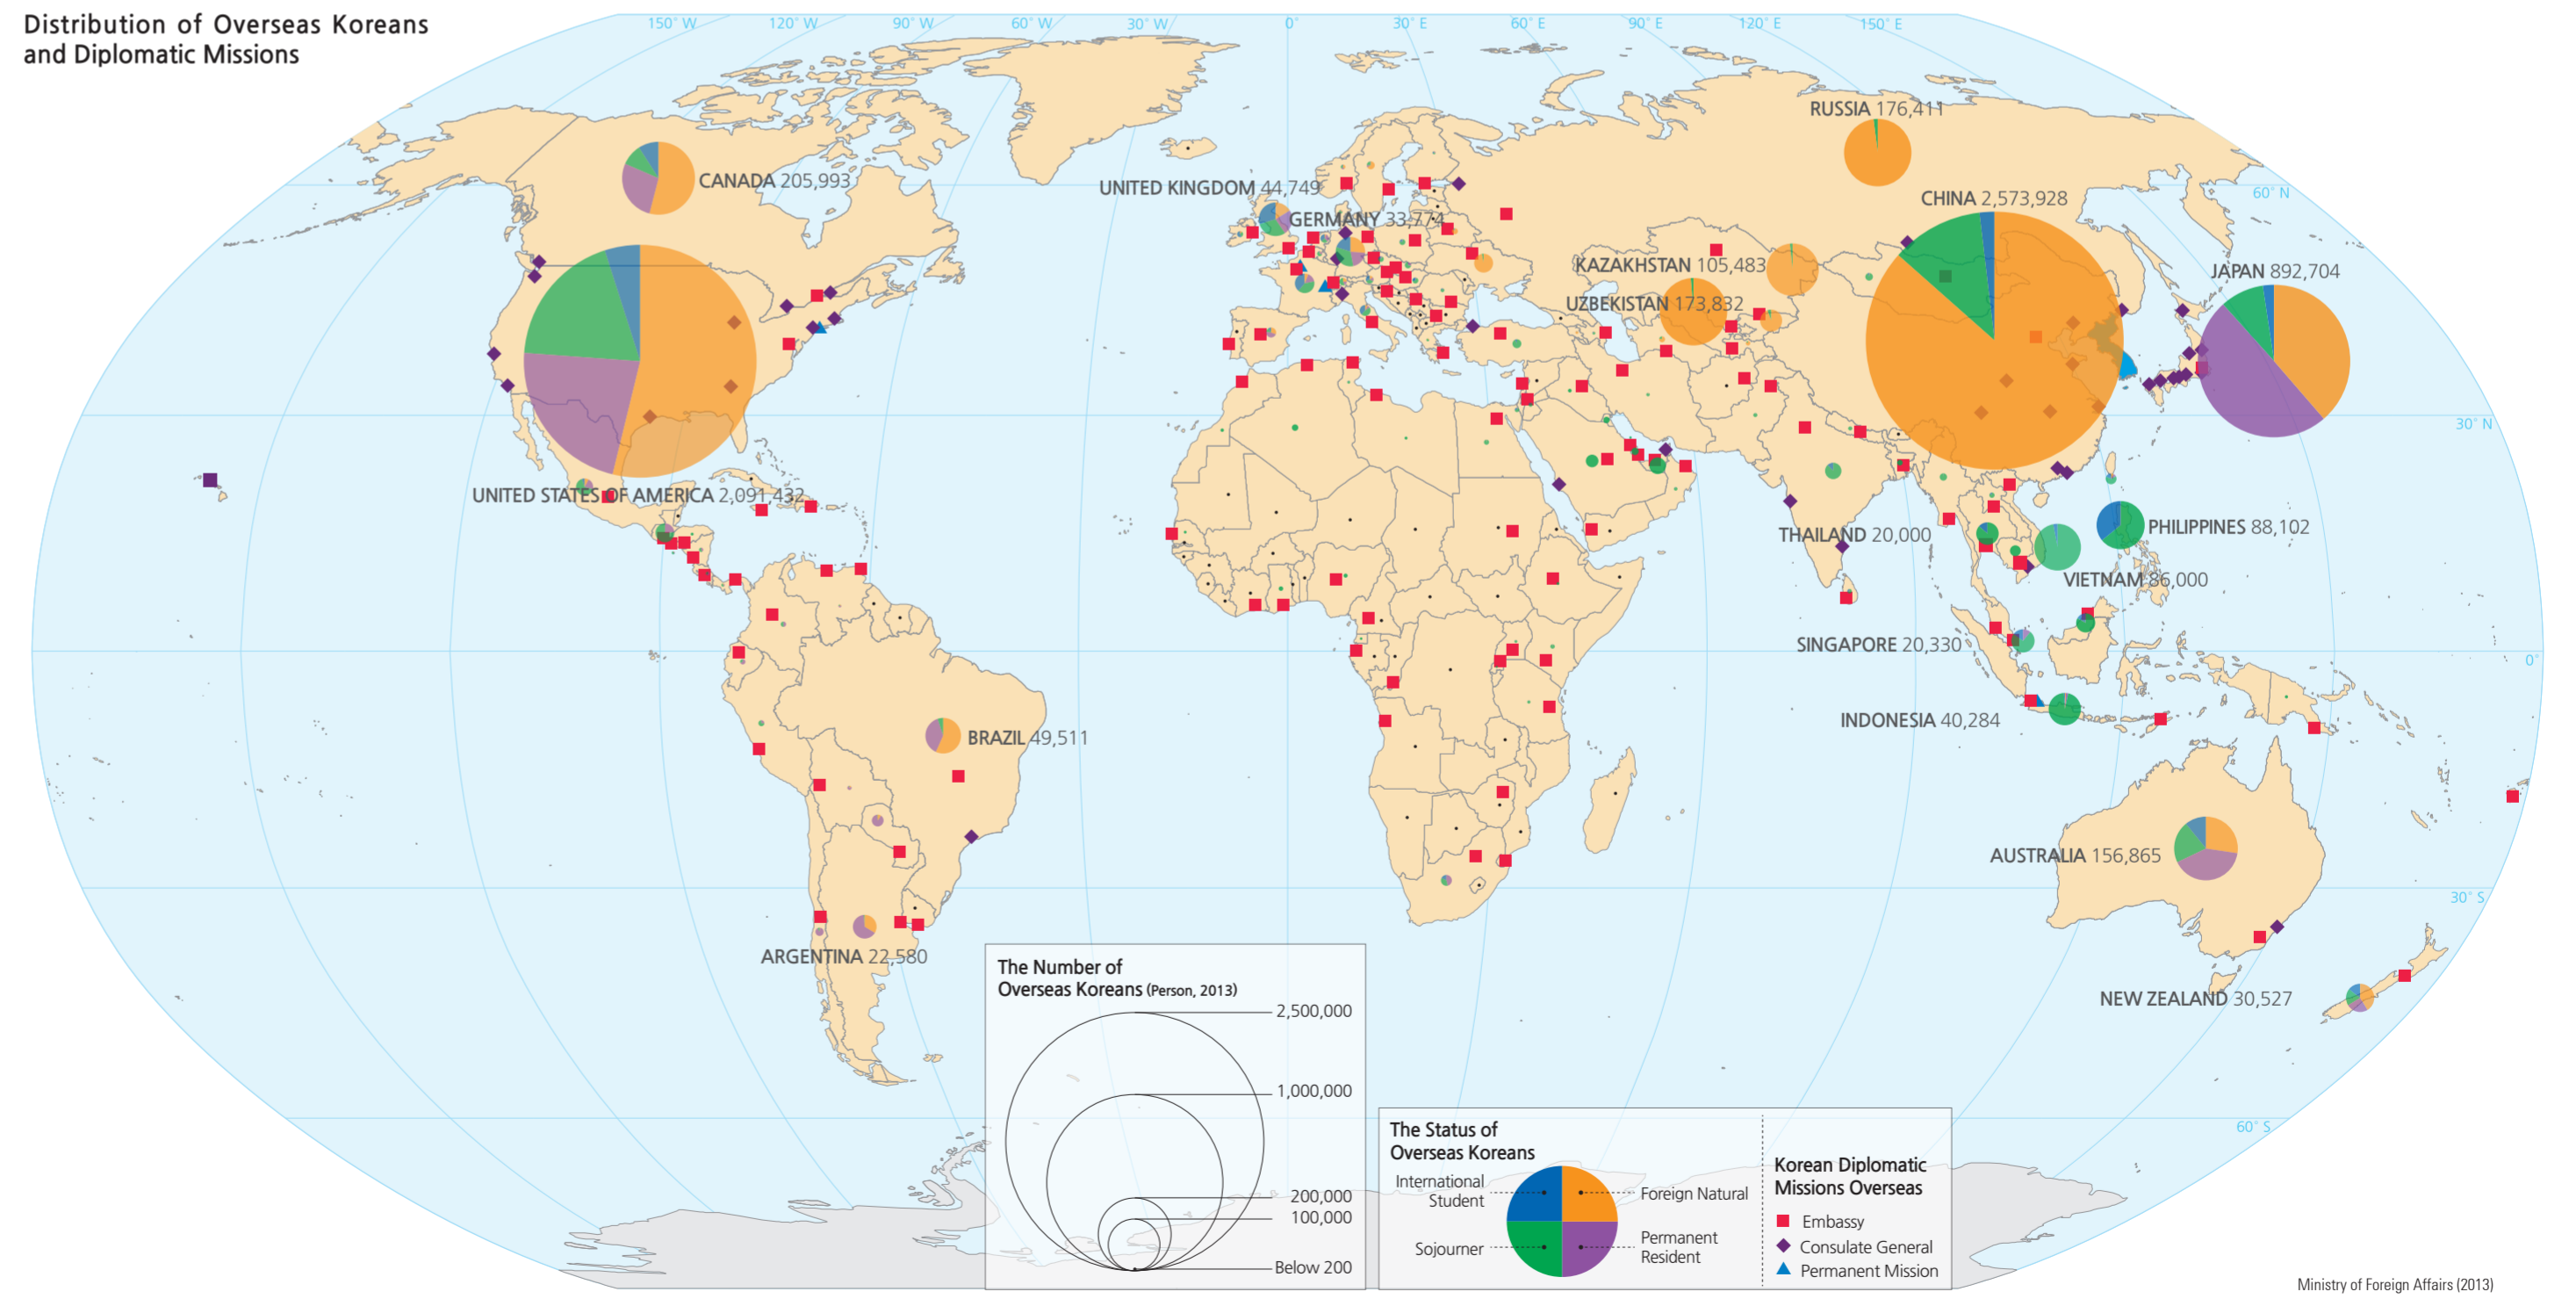 Distribution of Overseas Koreans
and Diplomatic Missions
150° W
120° W
90° W
60° W
30° W
0°
30° E
60° E
90° E
120° E
150° E
RUSSIA 176,411
CANADA 205,993
UNITED KINGDOM 44,749
60° N
CHINA 2,573,928
GERMANY 33,774
KAZAKHSTAN 105,483
JAPAN 892,704
UZBEKISTAN 173,832
30° N
UNITED STATES OF AMERICA 2,091,432
THAILAND 20,000
PHILIPPINES 88,102
VIETNAM 86,000
SINGAPORE 20,330
0°
INDONESIA 40,284
BRAZIL 49,511
AUSTRALIA 156,865
30° S
ARGENTINA 22,580
NEW ZEALAND 30,527
The Number of
Overseas Koreans (Person, 2013)
2,500,000
1,000,000
200,000
100,000
Below 200
60° S
The Status of
Overseas Koreans
International
Student
Foreign Natural
Sojourner
Permanent
Resident
Korean Diplomatic
Missions Overseas
Embassy
Consulate General
Permanent Mission
Ministry of Foreign Affairs (2013)